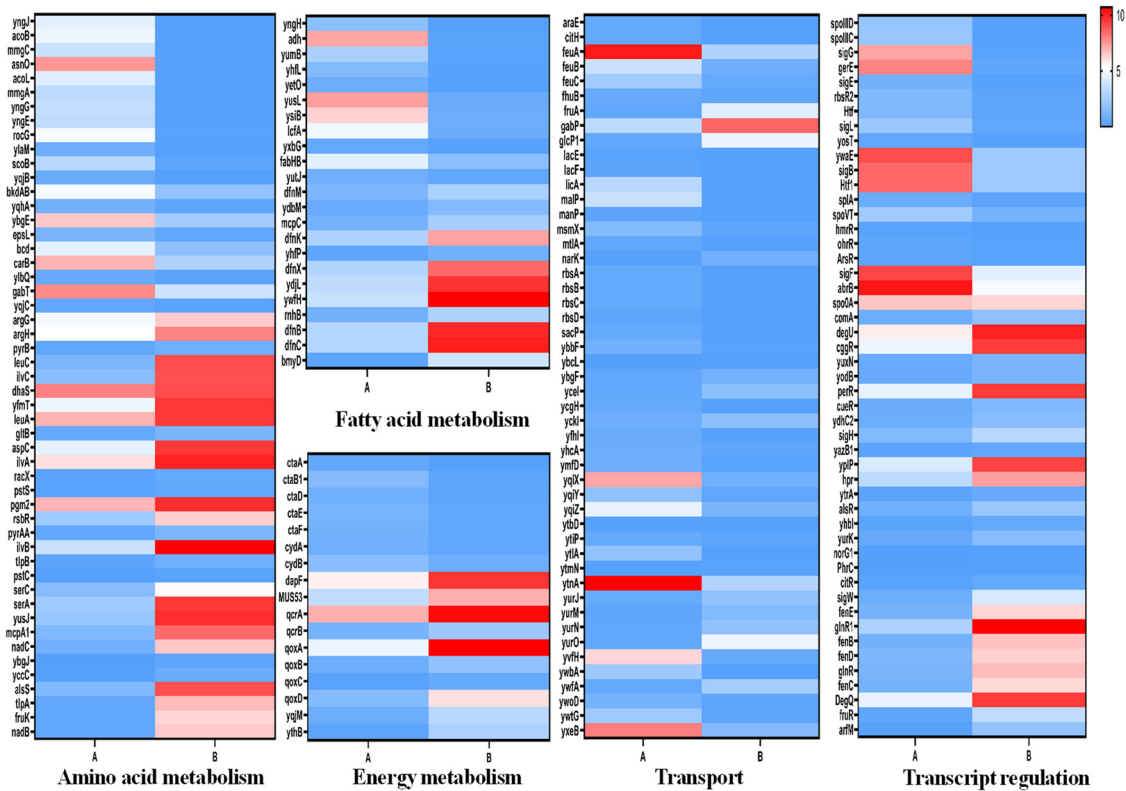 yngJ
acoB
mmgC
asnO
acoL
mmgA
yngG
yngE
rocG
ylaM
scoB
yqjB
bkdAB
yqhA
ybgE
epsL
bcd
carB
ylbQ
gabT
yqjC
argG
argH
pyrB
leuC
ilvC
dhaS
yfmT
leuA
gltB
aspC
ilvA
racX
pstS
pgm2
rsbR
pyrAA
ilvB
tlpB
pstC
serC
serA
yusJ
mcpA1
nadC
ybgJ
yccC
alsS
tlpA
fruK
nadB
A
B
Amino acid metabolism
yngH
adh
yumB
yhfL
yetO
yusL
ysiB
lcfA
yxbG
fabHB
yutJ
dfnM
ydbM
mcpC
dfnK
yhfP
dfnX
ydjL
ywfH
rnhB
dfnB
dfnC
bmyD
A
B
Fatty acid metabolism
ctaA
ctaB1
ctaD
ctaE
ctaF
cydA
cydB
dapF
MUS53
qcrA
qcrB
qoxA
qoxB
qoxC
qoxD
yqjM
ythB
A
B
Energy metabolism
araE
citH
feuA
feuB
feuC
fhuB
fruA
gabP
glcP1
lacE
lacF
licA
malP
manP
msmX
mtlA
narK
rbsA
rbsB
rbsC
rbsD
sacP
ybbF
ybcL
ybgF
yceI
ycgH
yckI
yfhI
yhcA
ymfD
yqiX
yqiY
yqiZ
ytbD
ytiP
ytlA
ytmN
ytnA
yurJ
yurM
yurN
yurO
yvfH
ywbA
ywfA
ywoD
ywtG
yxeB
A
B
Transport
spoIIID
spoIIIC
sigG
gerE
sigE
rbsR2
Htf
sigL
yosT
ywaE
sigB
Htf1
splA
spoVT
hmrR
ohrR
ArsR
sigF
abrB
spo0A
comA
degU
cggR
yuxN
yodB
perR
cueR
ydhC2
sigH
yazB1
yplP
hpr
ytrA
alsR
yhbI
yurK
norG1
PhrC
citR
sigW
fenE
glnR1
fenB
fenD
glnR
fenC
DegQ
fruR
arfM
A
B
Transcript regulation
10
5